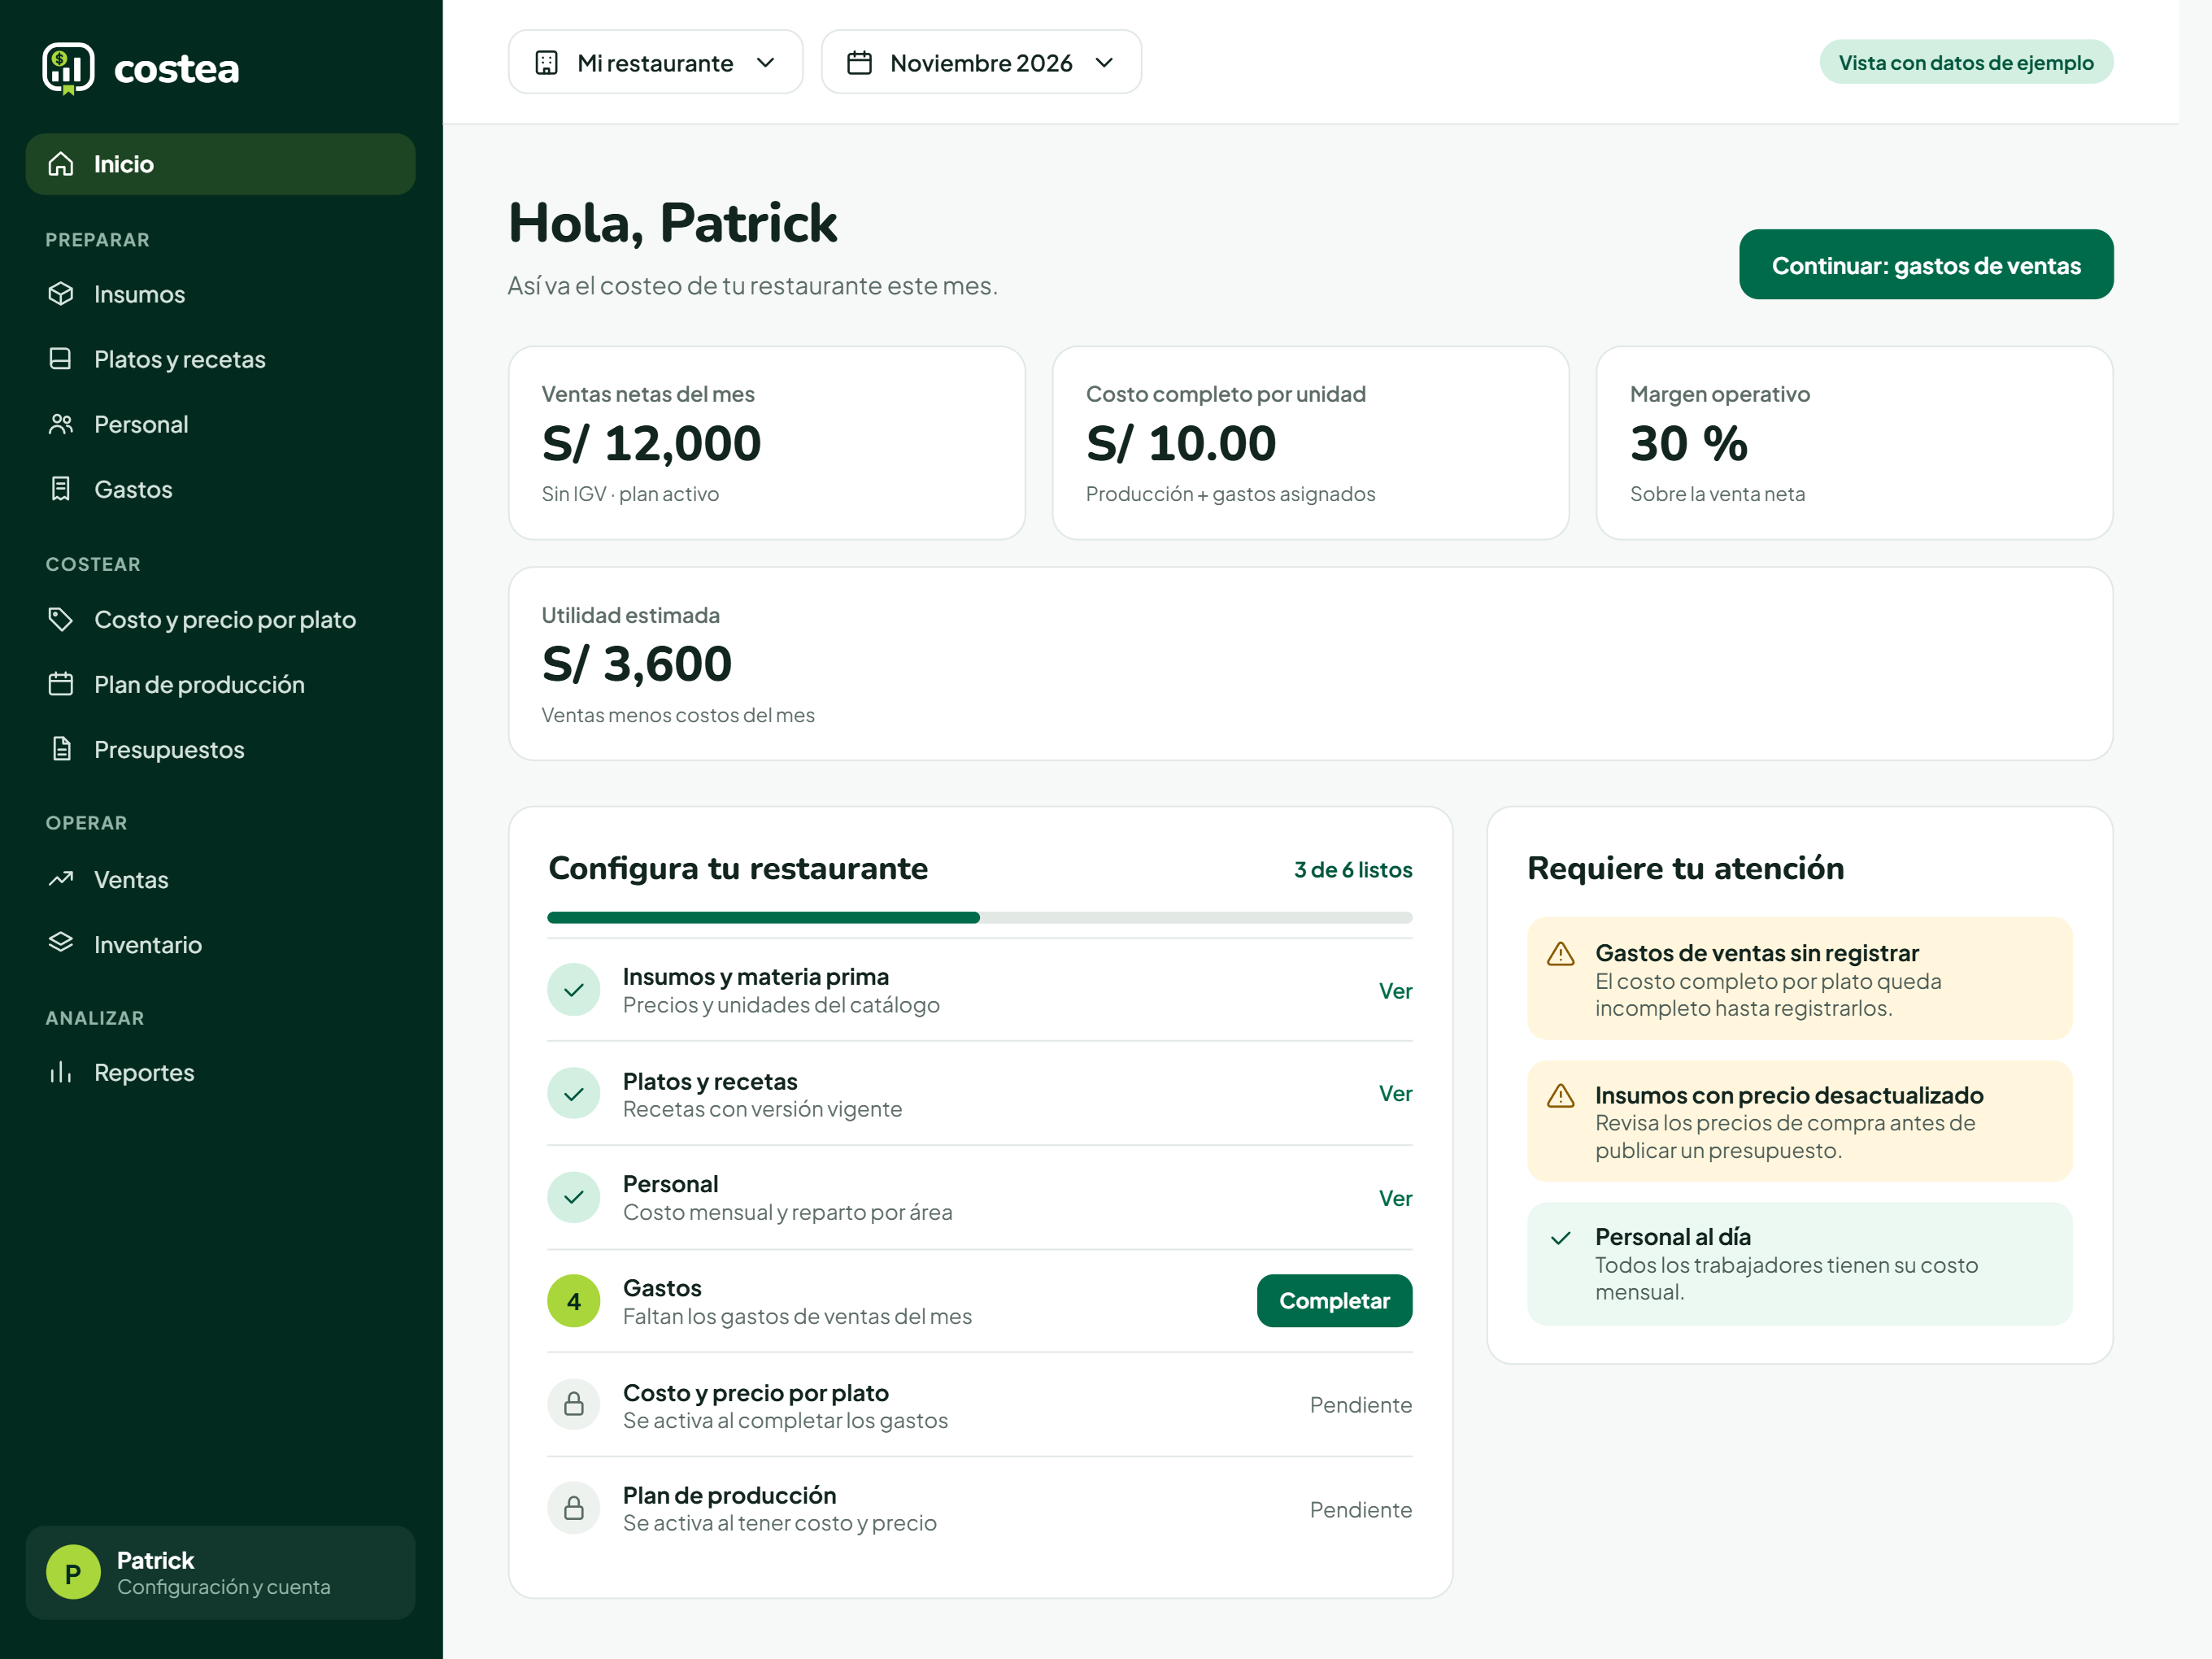 costea
Inicio
PREPARAR
Insumos
Platos y recetas
Personal
Gastos
COSTEAR
Costo y precio por plato
Plan de producción
Presupuestos
OPERAR
Ventas
Inventario
ANALIZAR
Reportes
P
Patrick
Configuración y cuenta
Mi restaurante
Noviembre 2026
Vista con datos de ejemplo
Hola, Patrick
Así va el costeo de tu restaurante este mes.
Continuar: gastos de ventas
Ventas netas del mes
S/ 12,000
Sin IGV · plan activo
Costo completo por unidad
S/ 10.00
Producción + gastos asignados
Margen operativo
30 %
Sobre la venta neta
Utilidad estimada
S/ 3,600
Ventas menos costos del mes
Configura tu restaurante
3 de 6 listos
Insumos y materia prima
Precios y unidades del catálogo
Ver
Platos y recetas
Recetas con versión vigente
Ver
Personal
Costo mensual y reparto por área
Ver
4
Gastos
Faltan los gastos de ventas del mes
Completar
Costo y precio por plato
Se activa al completar los gastos
Pendiente
Plan de producción
Se activa al tener costo y precio
Pendiente
Requiere tu atención
Gastos de ventas sin registrar
El costo completo por plato queda
incompleto hasta registrarlos.
Insumos con precio desactualizado
Revisa los precios de compra antes de
publicar un presupuesto.
Personal al día
Todos los trabajadores tienen su costo
mensual.